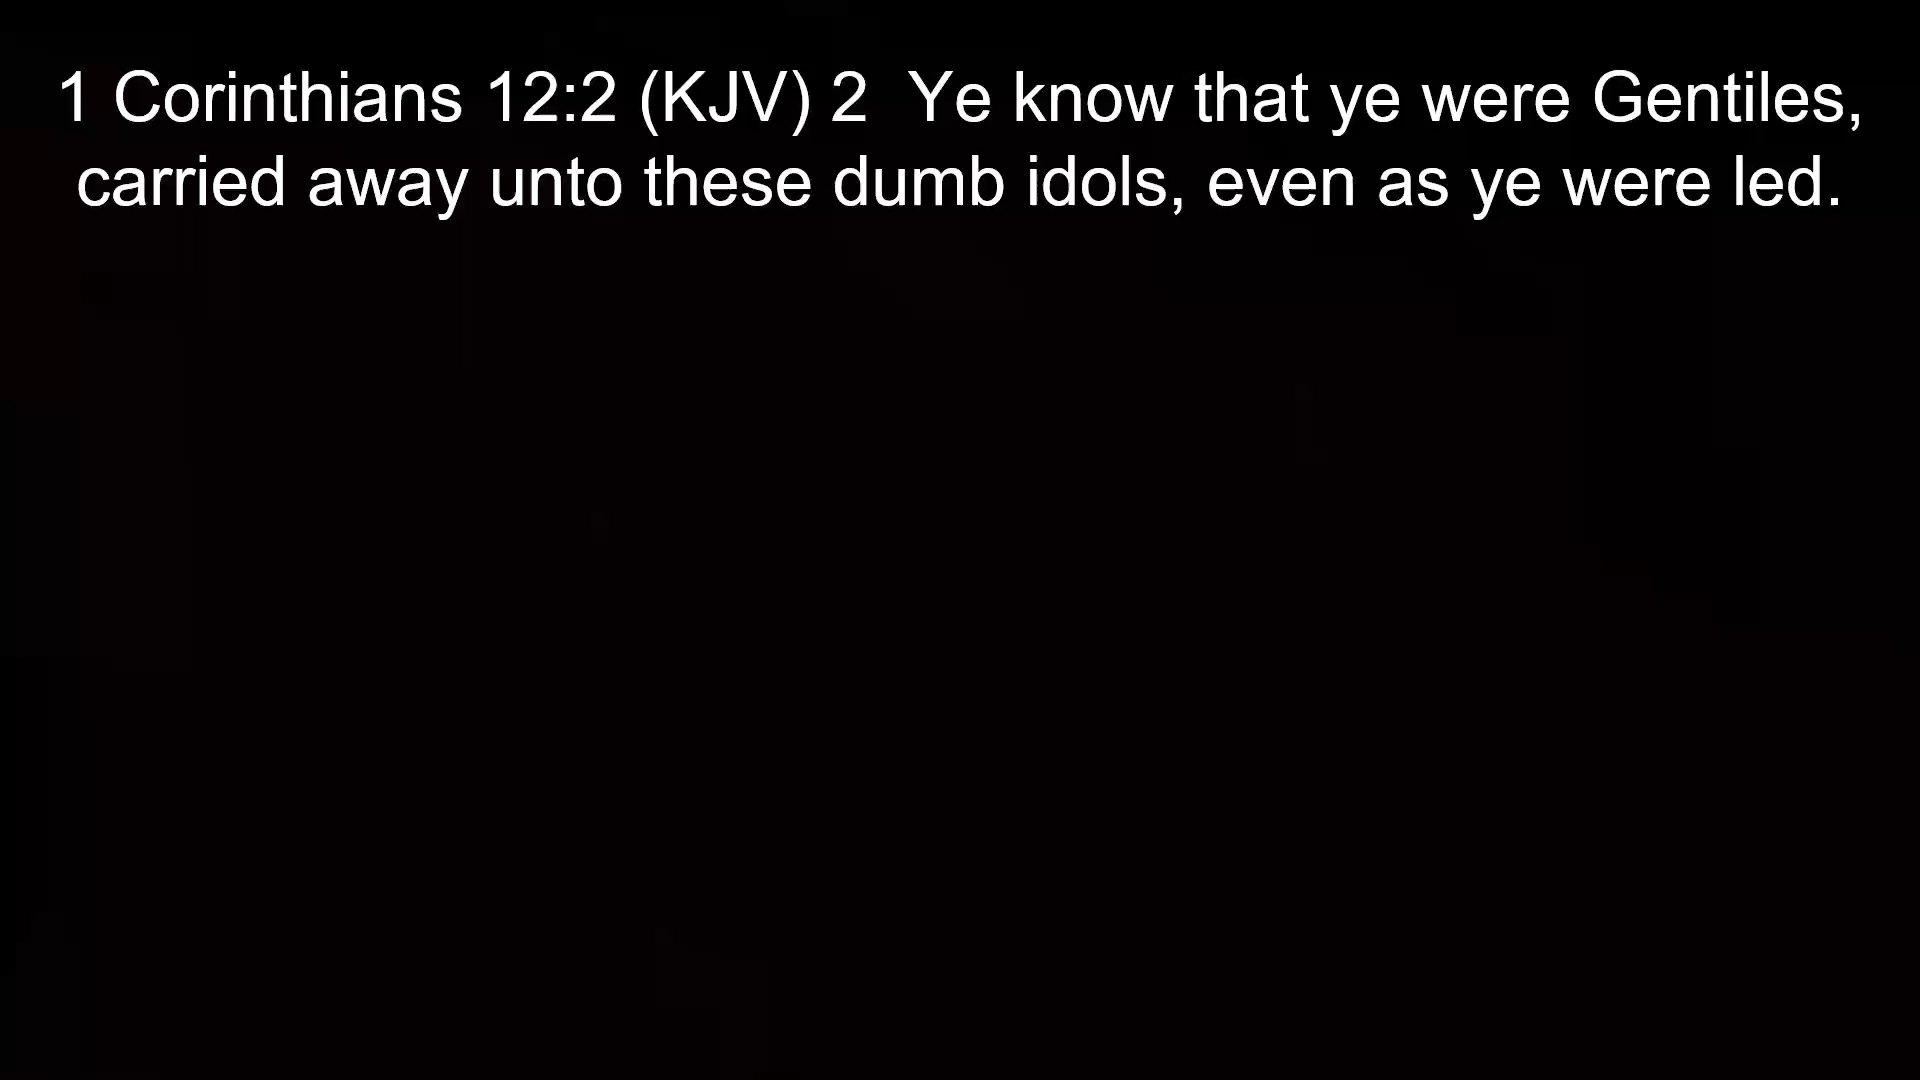 1 Corinthians 12:2 (KJV) 2  Ye know that ye were Gentiles,
carried away unto these dumb idols, even as ye were led.